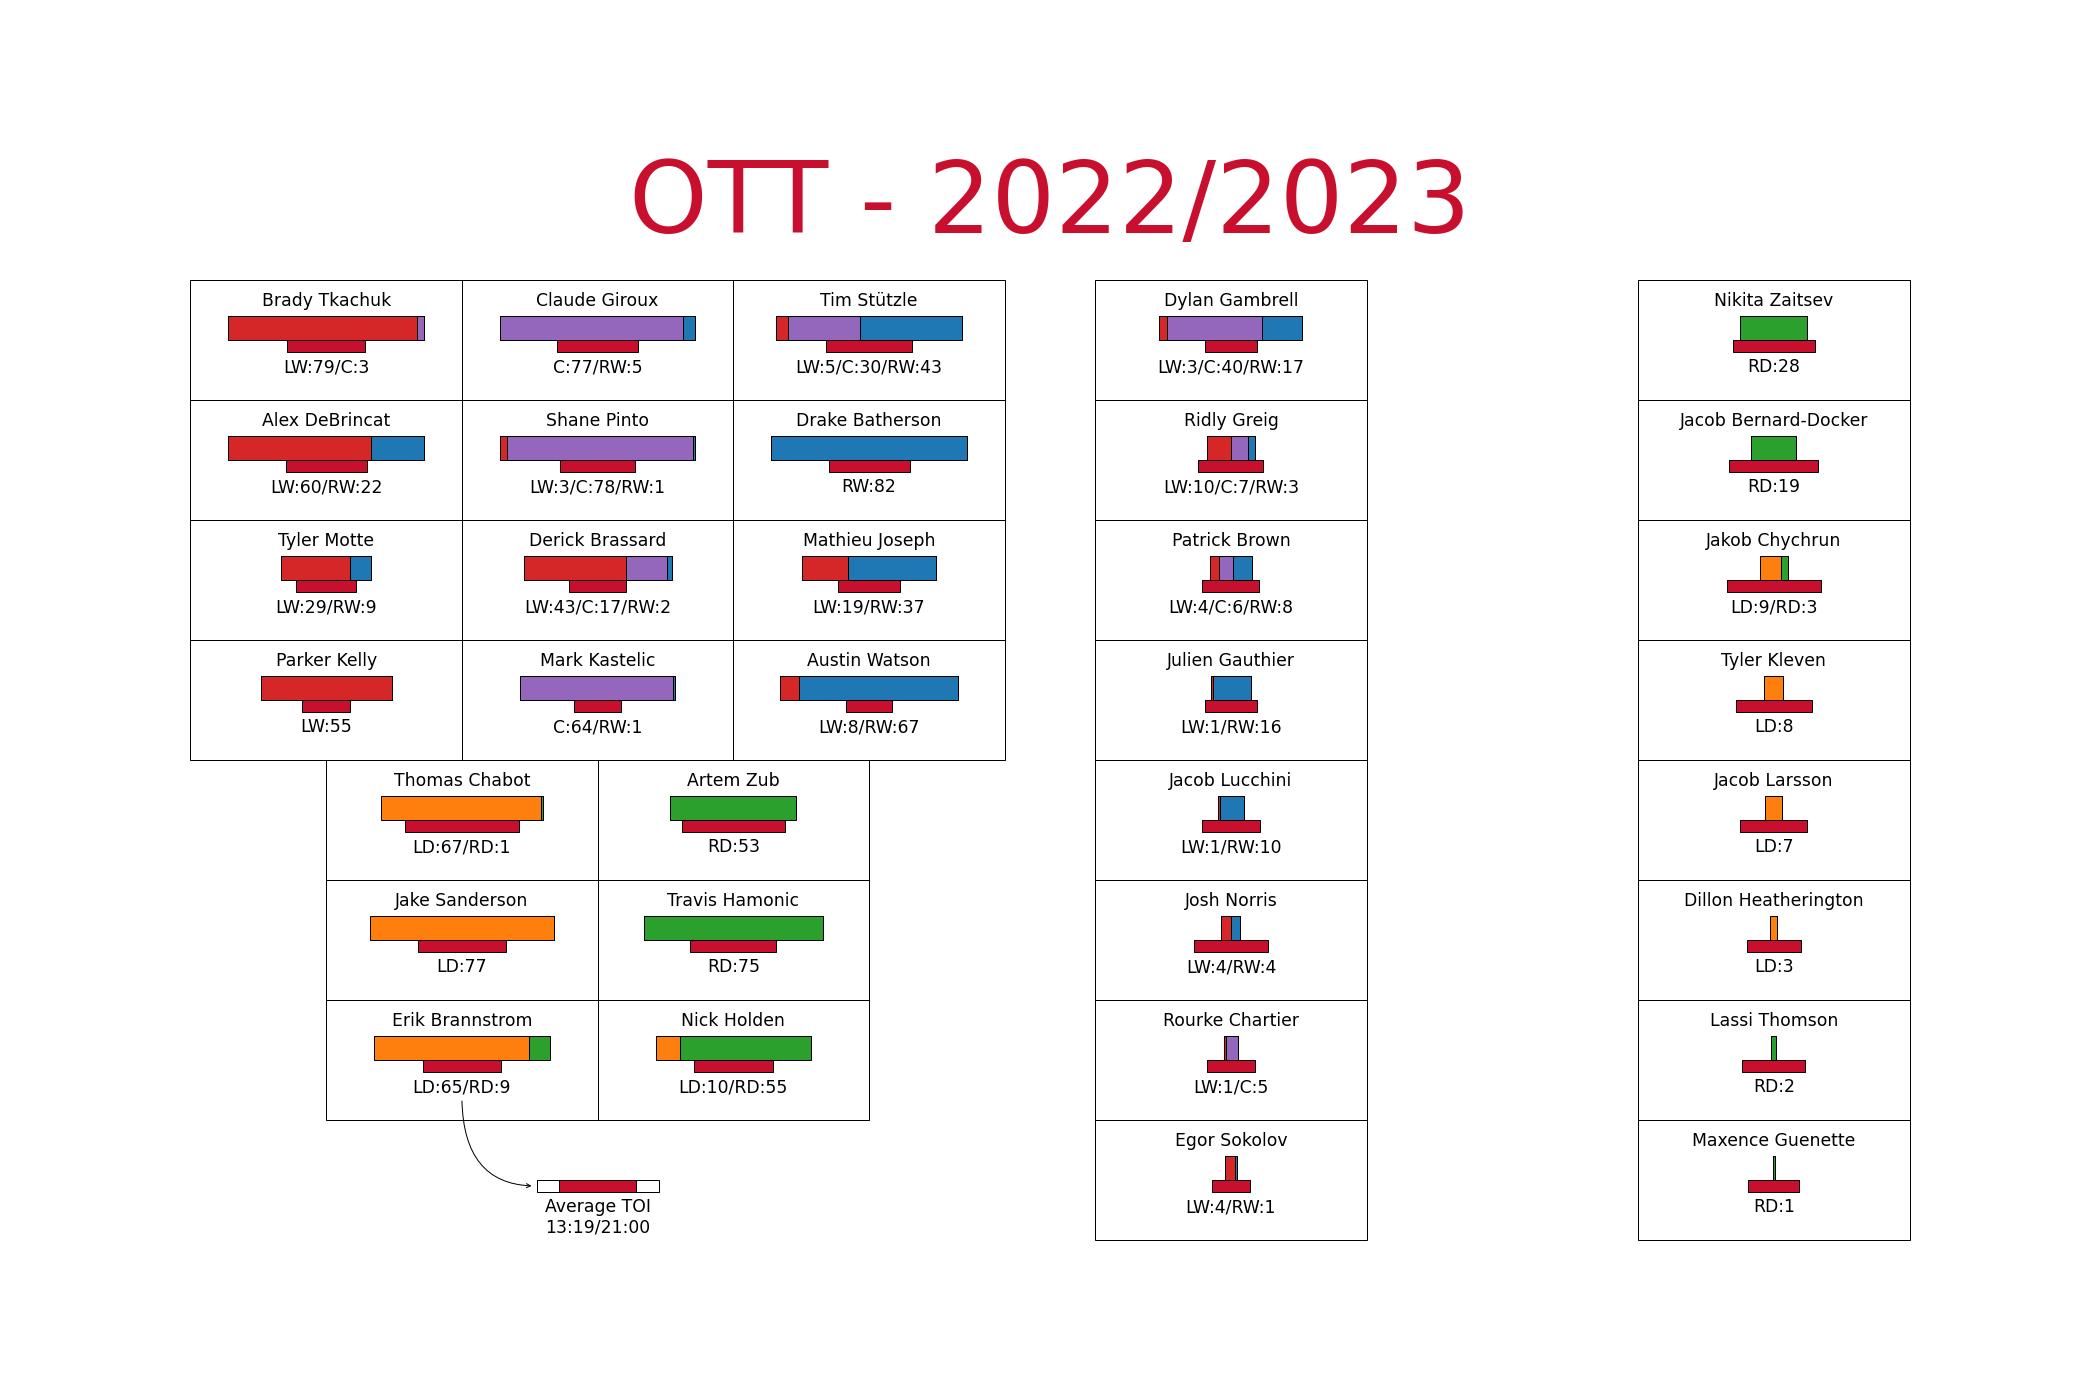 OTT - 2022/2023
Brady Tkachuk
LW:79/C:3
Claude Giroux
C:77/RW:5
Tim Stützle
LW:5/C:30/RW:43
Alex DeBrincat
LW:60/RW:22
Shane Pinto
LW:3/C:78/RW:1
Drake Batherson
RW:82
Tyler Motte
LW:29/RW:9
Derick Brassard
LW:43/C:17/RW:2
Mathieu Joseph
LW:19/RW:37
Parker Kelly
LW:55
Mark Kastelic
C:64/RW:1
Austin Watson
LW:8/RW:67
Thomas Chabot
LD:67/RD:1
Artem Zub
RD:53
Jake Sanderson
LD:77
Travis Hamonic
RD:75
Erik Brannstrom
LD:65/RD:9
Nick Holden
LD:10/RD:55
Average TOI
13:19/21:00
Dylan Gambrell
LW:3/C:40/RW:17
Ridly Greig
LW:10/C:7/RW:3
Patrick Brown
LW:4/C:6/RW:8
Julien Gauthier
LW:1/RW:16
Jacob Lucchini
LW:1/RW:10
Josh Norris
LW:4/RW:4
Rourke Chartier
LW:1/C:5
Egor Sokolov
LW:4/RW:1
Nikita Zaitsev
RD:28
Jacob Bernard-Docker
RD:19
Jakob Chychrun
LD:9/RD:3
Tyler Kleven
LD:8
Jacob Larsson
LD:7
Dillon Heatherington
LD:3
Lassi Thomson
RD:2
Maxence Guenette
RD:1